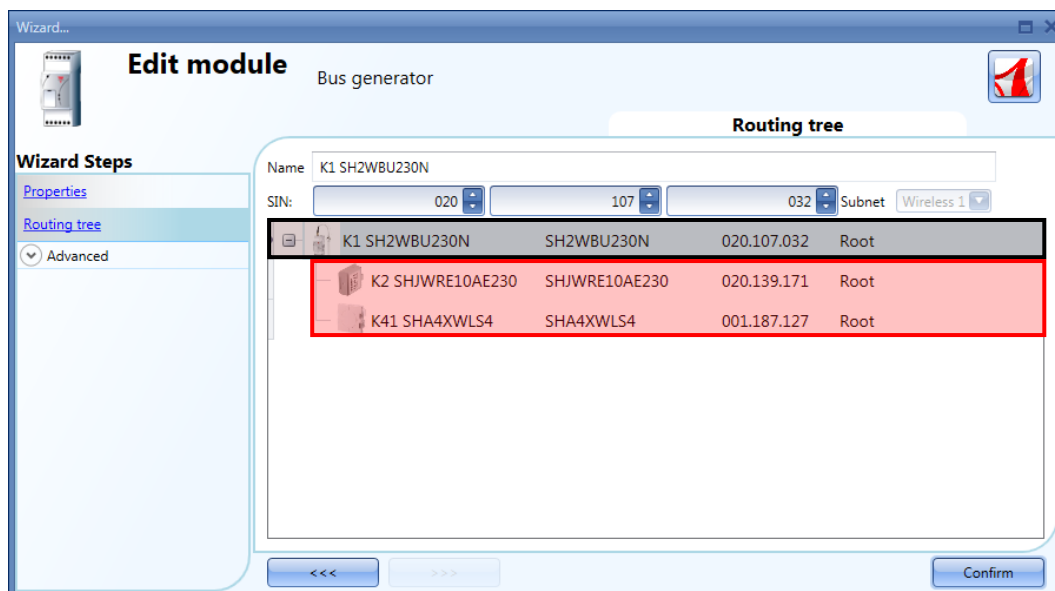 Wizard...
Edit module
Bus generator
Routing tree
Wizard Steps
Properties
Routing tree
Advanced
Name K1 SH2WBU230N
SIN: 020 107 032 Subnet Wireless 1
K1 SH2WBU230N SH2WBU230N 020.107.032 Root
K2 SHJWRE10AE230 SHJWRE10AE230 020.139.171 Root
K41 SHA4XWLS4 SHA4XWLS4 001.187.127 Root
<<< >>> Confirm